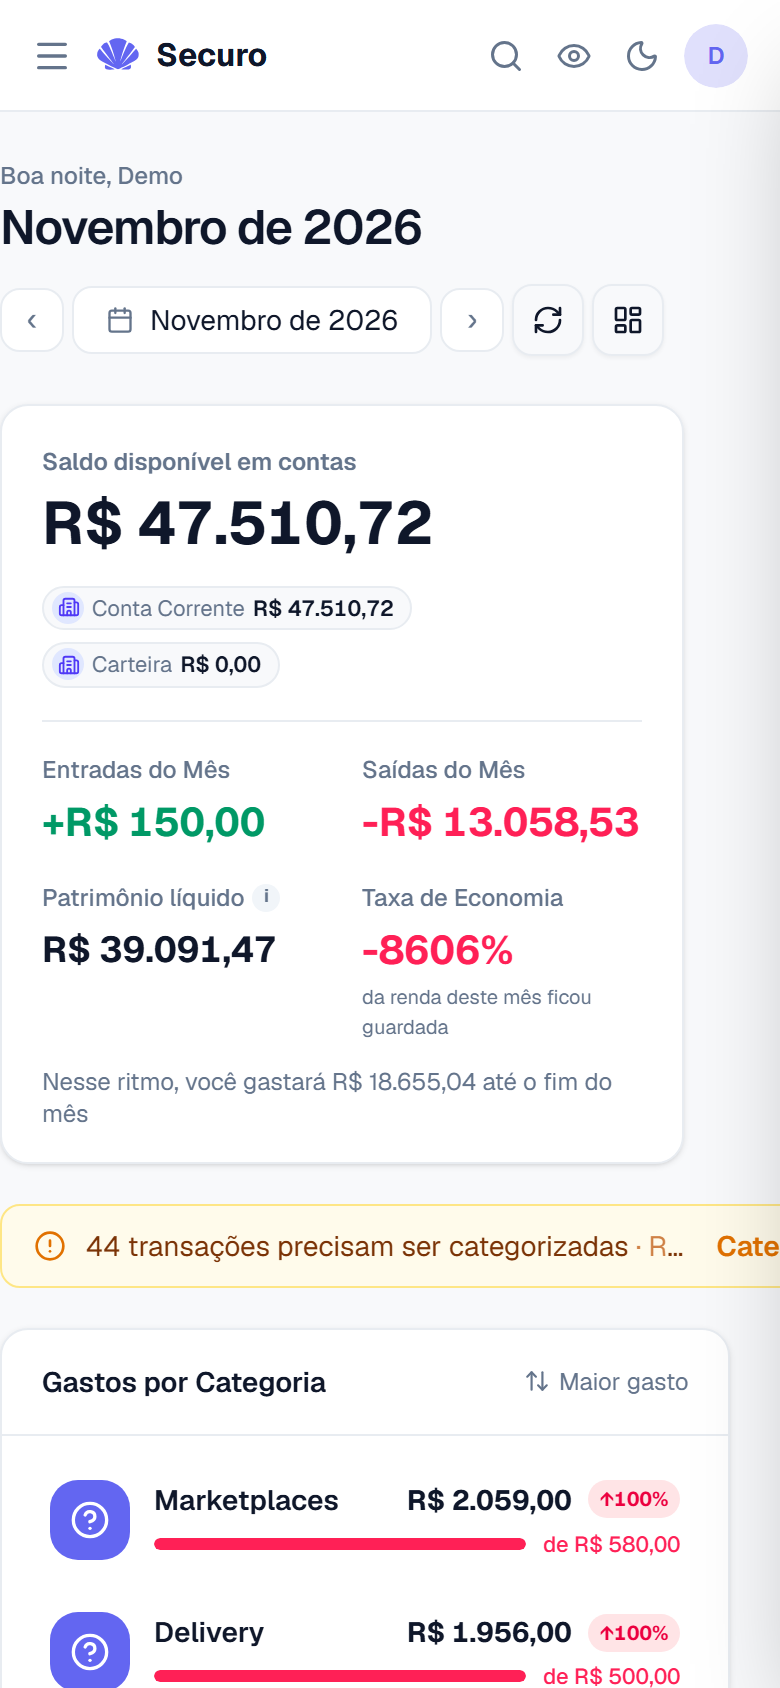 Securo
D
Boa noite, Demo
Novembro de 2026
‹ Novembro de 2026 ›
Saldo disponível em contas
R$ 47.510,72
Conta Corrente R$ 47.510,72
Carteira R$ 0,00
Entradas do Mês
+R$ 150,00
Saídas do Mês
-R$ 13.058,53
Patrimônio líquido i
R$ 39.091,47
Taxa de Economia
-8606%
da renda deste mês ficou
guardada
Nesse ritmo, você gastará R$ 18.655,04 até o fim do
mês
44 transações precisam ser categorizadas · R... Cate
Gastos por Categoria
Maior gasto
Marketplaces R$ 2.059,00 ↑100%
de R$ 580,00
Delivery R$ 1.956,00 ↑100%
de R$ 500,00